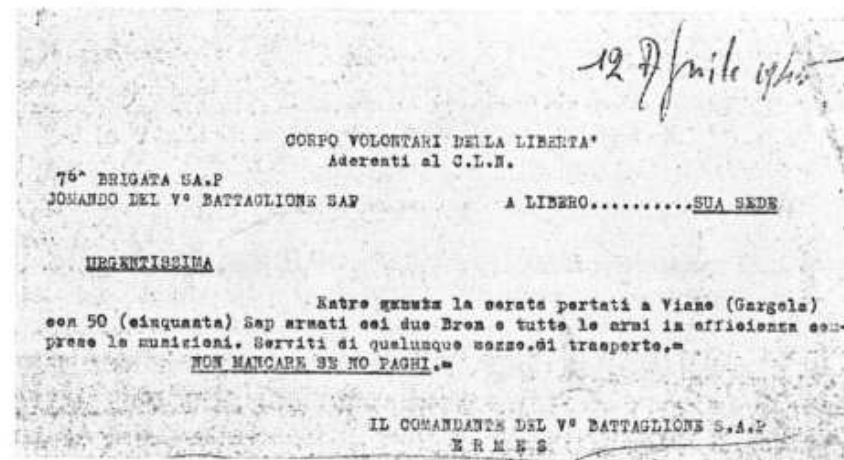 12 Aprile 1945
CORPO VOLONTARI DELLA LIBERTA'
Aderenti al C.L.N.
76^ BRIGATA SA.P
COMANDO DEL V° BATTAGLIONE SAP A LIBERO..........SUA SEDE
URGENTISSIMA
Entro la serata portati a Viano (Gargola)
con 50 (cinquanta) Sap armati coi due Bren e tutte le armi in efficienza com-
prese le munizioni. Serviti di qualunque mezzo.di trasporto.=
NON MANCARE SE NO PAGHI.=
IL COMANDANTE DEL V° BATTAGLIONE S.A.P
E R M E S